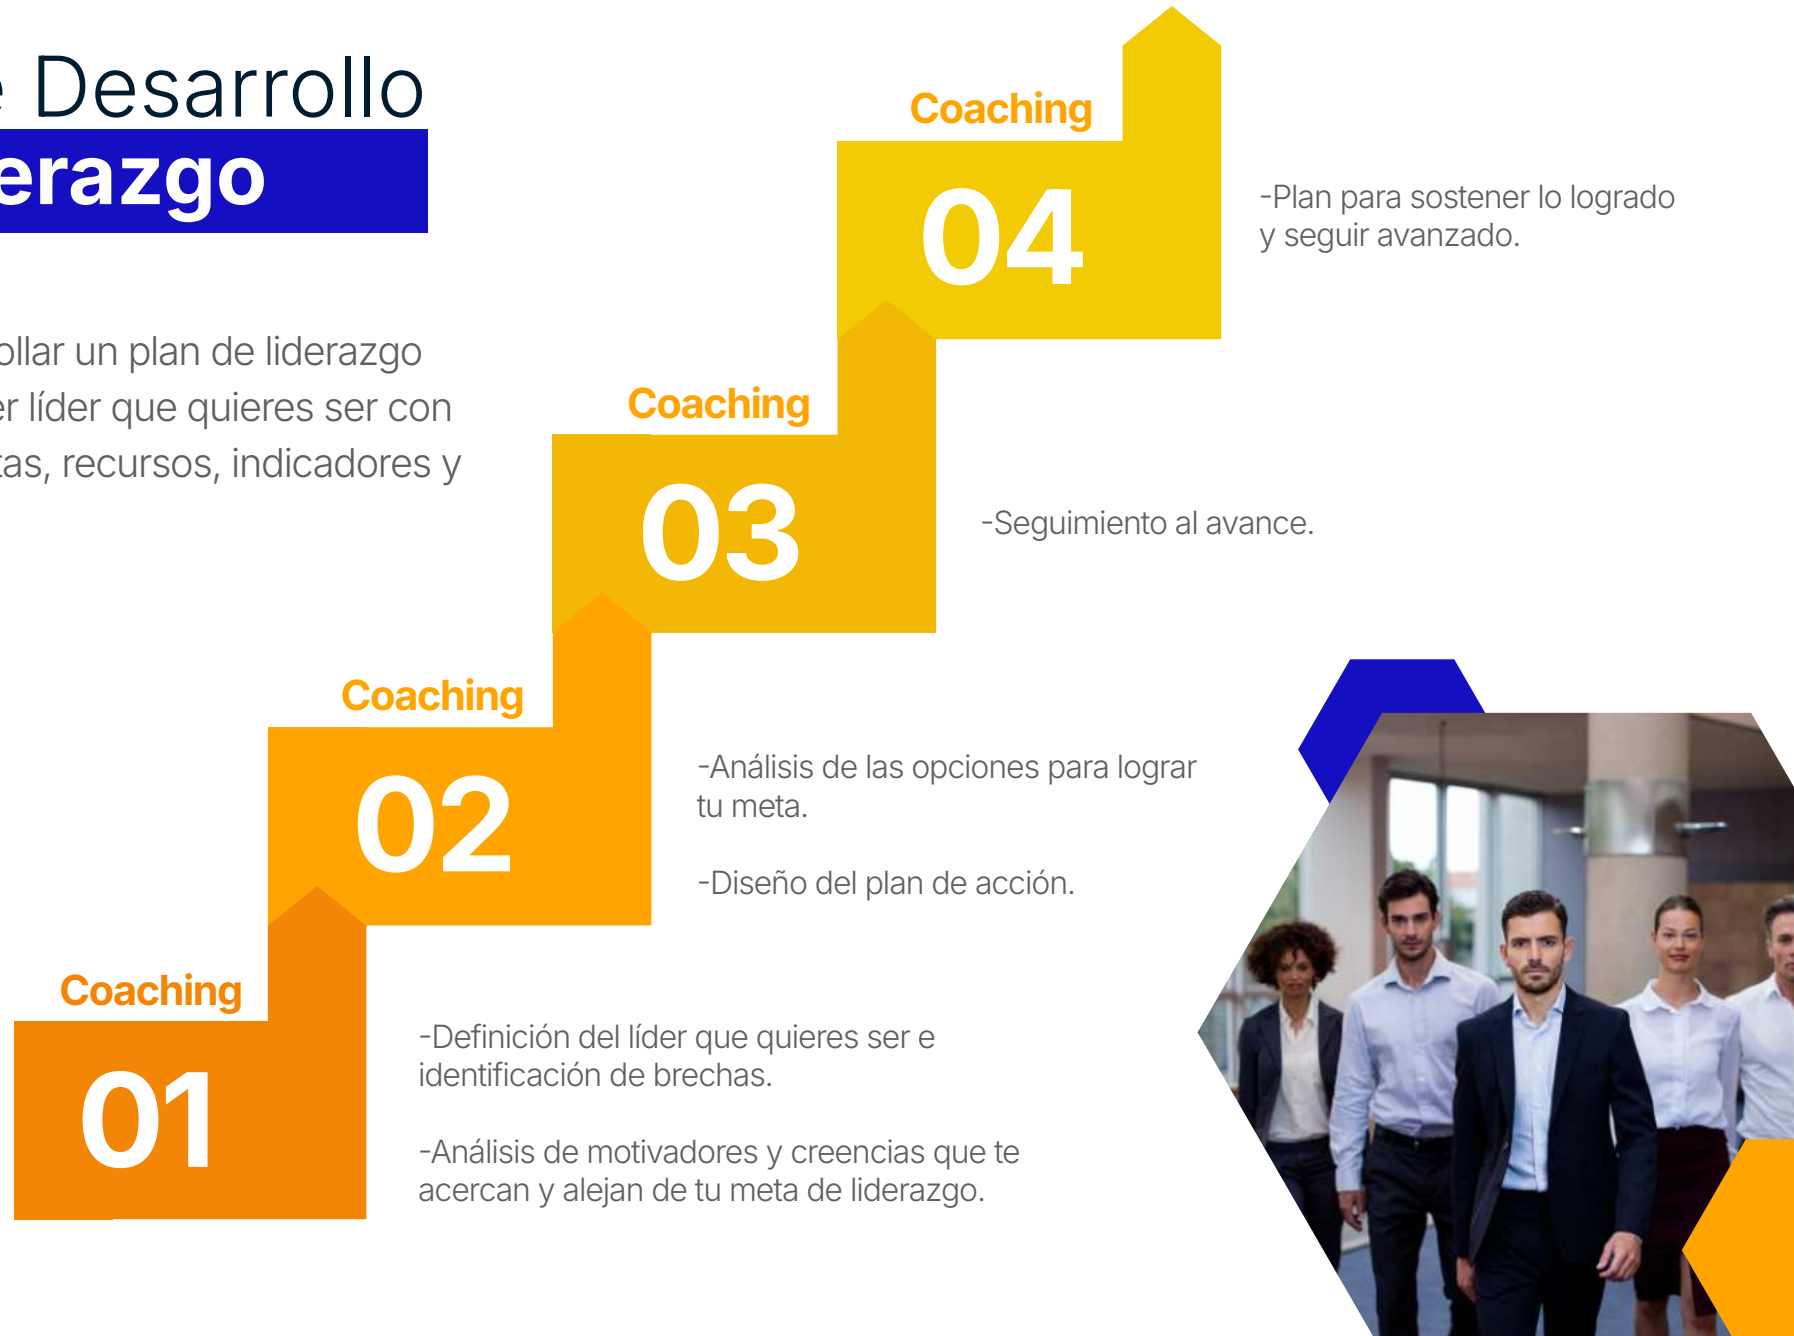 e Desarrollo
erazgo
ollar un plan de liderazgo
er líder que quieres ser con
tas, recursos, indicadores y
Coaching
04
-Plan para sostener lo logrado
y seguir avanzado.
Coaching
03
-Seguimiento al avance.
Coaching
02
-Análisis de las opciones para lograr
tu meta.
-Diseño del plan de acción.
Coaching
01
-Definición del líder que quieres ser e
identificación de brechas.
-Análisis de motivadores y creencias que te
acercan y alejan de tu meta de liderazgo.